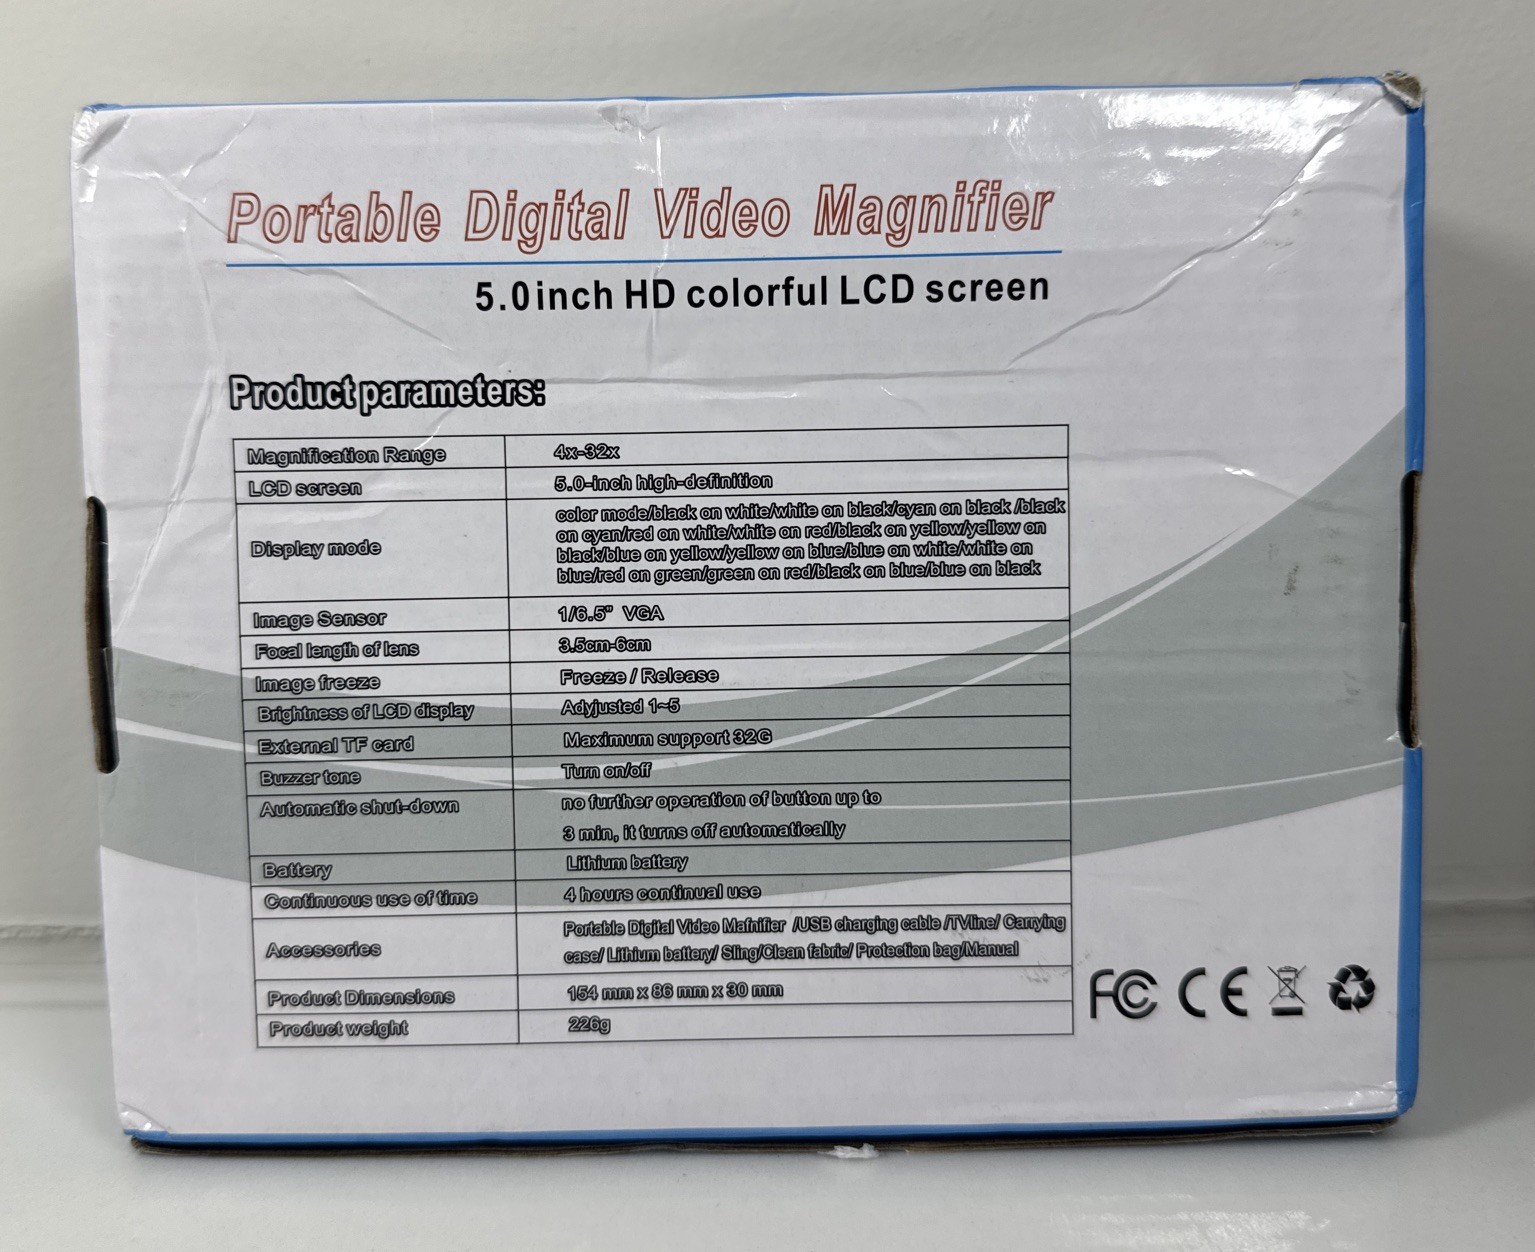 Portable Digital Video Magnifier
5.0inch HD colorful LCD screen
Product parameters:
Magnification Range 4x-32x
LCD screen 5.0-inch high-definition
Display mode
color mode/black on white/white on black/cyan on black /black
on cyan/red on white/white on red/black on yellow/yellow on
black/blue on yellow/yellow on blue/blue on white/white on
blue/red on green/green on red/black on blue/blue on black
Image Sensor 1/6.5" VGA
Focal length of lens 3.5cm-6cm
Image freeze Freeze / Release
Brightness of LCD display Adyjusted 1~5
External TF card Maximum support 32G
Buzzer tone Turn on/off
Automatic shut-down no further operation of button up to
3 min, it turns off automatically
Battery Lithium battery
Continuous use of time 4 hours continual use
Accessories
Portable Digital Video Mafnifier /USB charging cable /TVline/ Carrying
case/ Lithium battery/ Sling/Clean fabric/ Protection bag/Manual
Product Dimensions 154 mm x 86 mm x 30 mm
Product weight 226g
FC CE